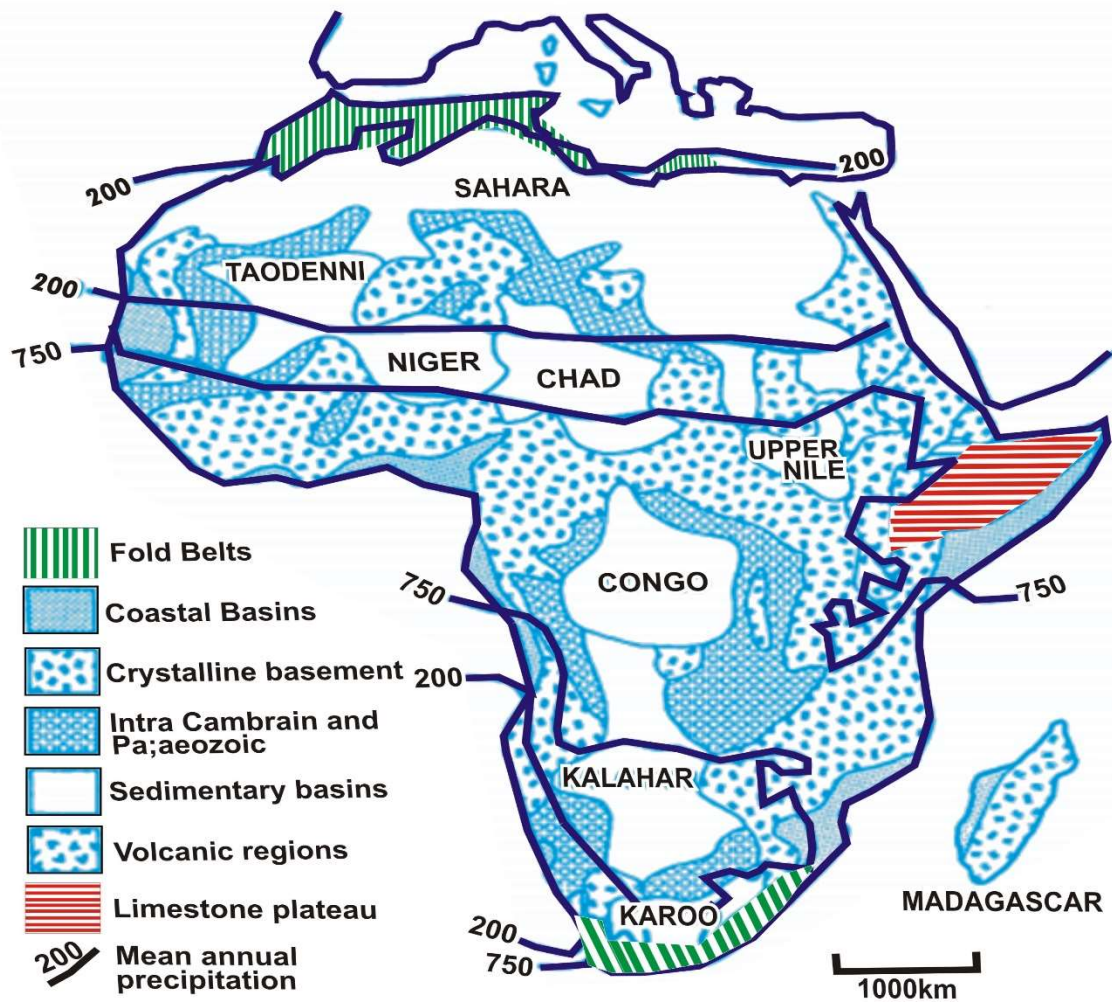 200
200
SAHARA
TAODENNI
200
750
NIGER
CHAD
UPPER
NILE
CONGO
750
750
200
KALAHAR
KAROO
MADAGASCAR
200
750
1000km
Fold Belts
Coastal Basins
Crystalline basement
Intra Cambrain and
Pa;aeozoic
Sedimentary basins
Volcanic regions
Limestone plateau
200
Mean annual
precipitation